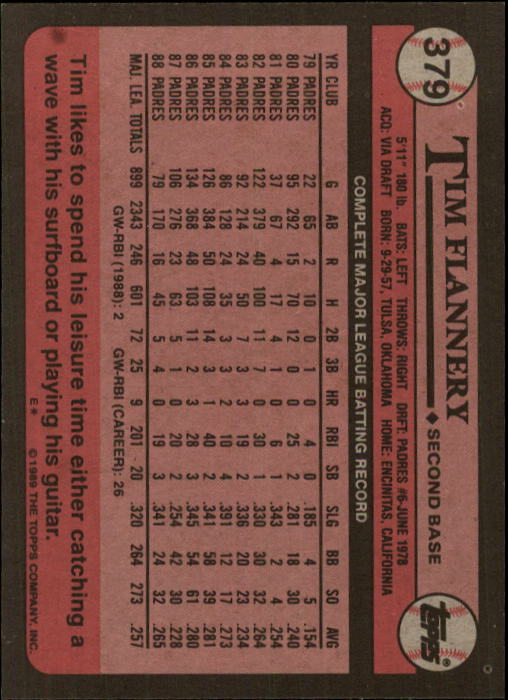 379
TIM FLANNERY ♦ SECOND BASE
TOPPS
5'11" 180 lb. BATS: LEFT THROWS: RIGHT DRFT: PADRES #6-JUNE 1978
ACQ: VIA DRAFT BORN: 9-29-57, TULSA, OKLAHOMA HOME: ENCINITAS, CALIFORNIA
COMPLETE MAJOR LEAGUE BATTING RECORD
YR CLUB G AB R H 2B 3B HR RBI SB SLG BB SO AVG
79 PADRES 22 65 2 10 0 1 0 4 0 .185 4 5 .154
80 PADRES 95 292 15 70 12 0 0 25 2 .281 18 30 .240
81 PADRES 37 67 4 17 4 1 0 6 1 .343 2 4 .254
82 PADRES 122 379 40 100 11 7 0 30 1 .330 30 32 .264
83 PADRES 92 214 24 50 7 3 3 19 2 .336 20 23 .234
84 PADRES 86 128 24 35 3 3 2 10 4 .391 12 17 .273
85 PADRES 126 384 50 108 14 3 1 40 2 .341 58 39 .281
86 PADRES 134 368 48 103 11 2 3 28 3 .345 54 61 .280
87 PADRES 106 276 23 63 5 1 0 20 2 .254 42 30 .228
88 PADRES 79 170 16 45 5 4 0 19 3 .341 24 32 .265
MAJ. LEA. TOTALS 899 2343 246 601 72 25 9 201 20 .320 264 273 .257
GW-RBI (1988): 2 GW-RBI (CAREER): 26
Tim likes to spend his leisure time either catching a
wave with his surfboard or playing his guitar.
E* © 1989 THE TOPPS COMPANY, INC.